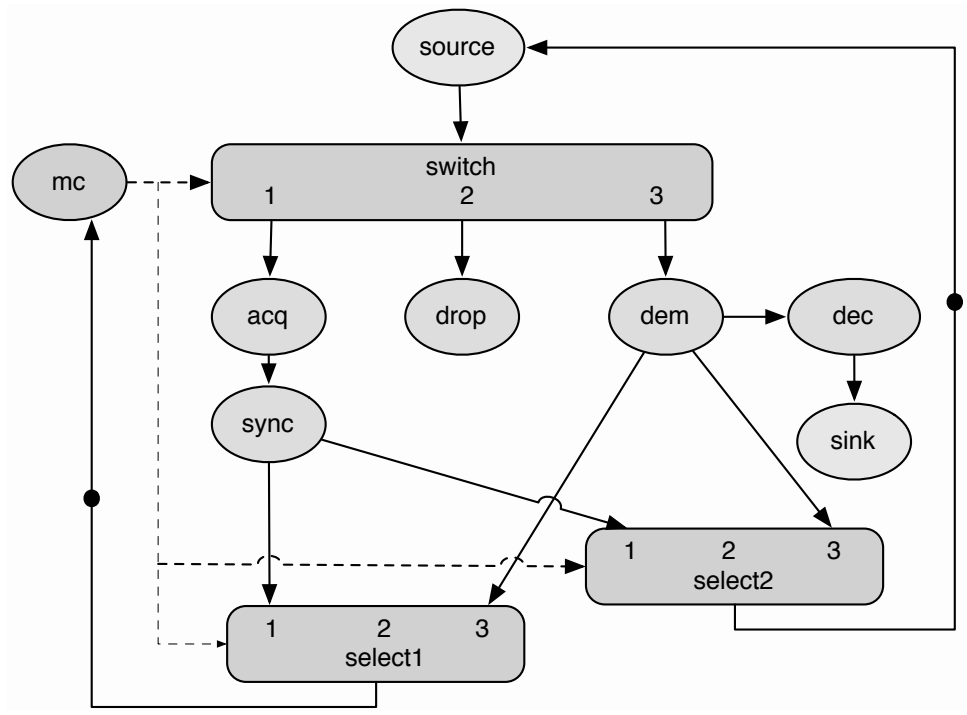 source
mc
switch
1 2 3
acq
drop
dem
dec
sync
sink
1 2 3
select2
1 2 3
select1